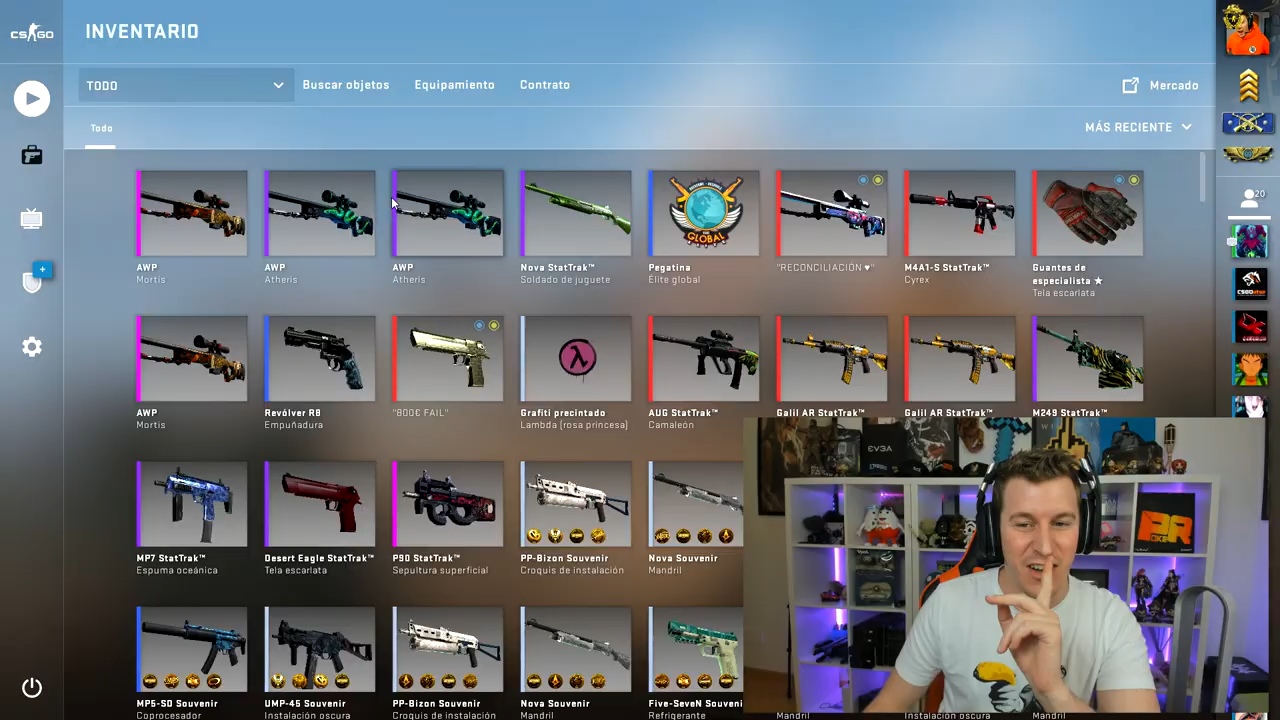 CS:GO
INVENTARIO
TODO
Buscar objetos
Equipamiento
Contrato
Mercado
Todo
MÁS RECIENTE
20
AWP
Mortis
AWP
Atheris
AWP
Atheris
Nova StatTrak™
Soldado de juguete
GLOBAL
Pegatina
Élite global
"RECONCILIACIÓN ♥"
M4A1-S StatTrak™
Cyrex
Guantes de
especialista ★
Tela escarlata
AWP
Mortis
Revólver R8
Empuñadura
"800€ FAIL"
Grafiti precintado
Lambda (rosa princesa)
AUG StatTrak™
Camaleón
Galil AR StatTrak™
Galil AR StatTrak™
M249 StatTrak™
EVGA
MP7 StatTrak™
Espuma oceánica
Desert Eagle StatTrak™
Tela escarlata
P90 StatTrak™
Sepultura superficial
PP-Bizon Souvenir
Croquis de instalación
Nova Souvenir
Mandril
MP5-SD Souvenir
Coprocesador
UMP-45 Souvenir
Instalación oscura
PP-Bizon Souvenir
Croquis de instalación
Nova Souvenir
Mandril
Five-SeveN Souvenir
Refrigerante
Mandril
Instalación oscura
Mandril